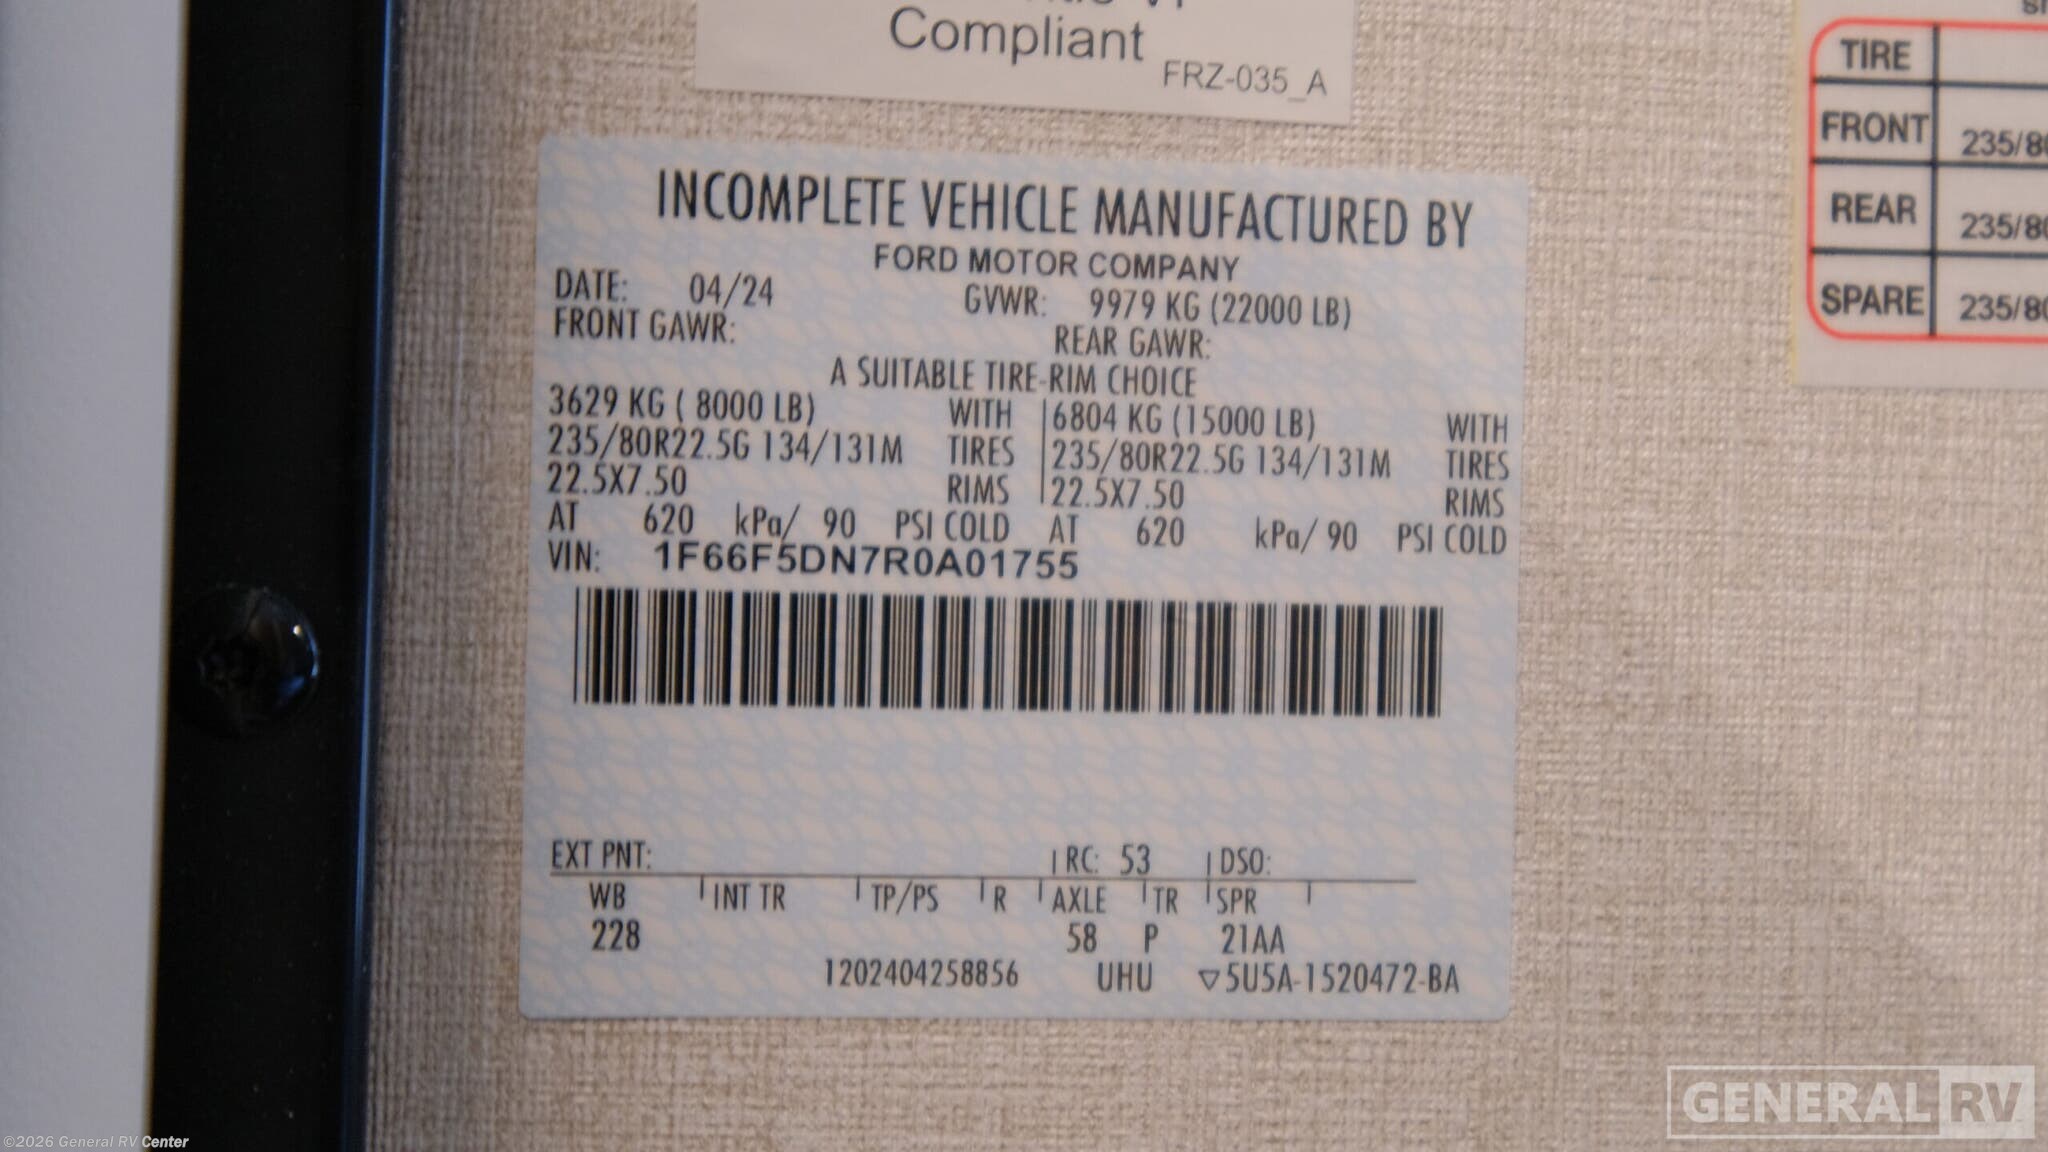 Compliant
FRZ-035_A
TIRE
FRONT 235/80
REAR 235/80
SPARE 235/80
INCOMPLETE VEHICLE MANUFACTURED BY
FORD MOTOR COMPANY
DATE: 04/24 GVWR: 9979 KG (22000 LB)
FRONT GAWR: REAR GAWR:
A SUITABLE TIRE-RIM CHOICE
3629 KG ( 8000 LB) WITH 6804 KG (15000 LB) WITH
235/80R22.5G 134/131M TIRES 235/80R22.5G 134/131M TIRES
22.5X7.50 RIMS 22.5X7.50 RIMS
AT 620 kPa/ 90 PSI COLD AT 620 kPa/ 90 PSI COLD
VIN: 1F66F5DN7R0A01755
EXT PNT: RC: 53 DSO:
WB INT TR TP/PS R AXLE TR SPR
228 58 P 21AA
1202404258856 UHU ▽5U5A-1520472-BA
GENERAL RV
©2026 General RV Center